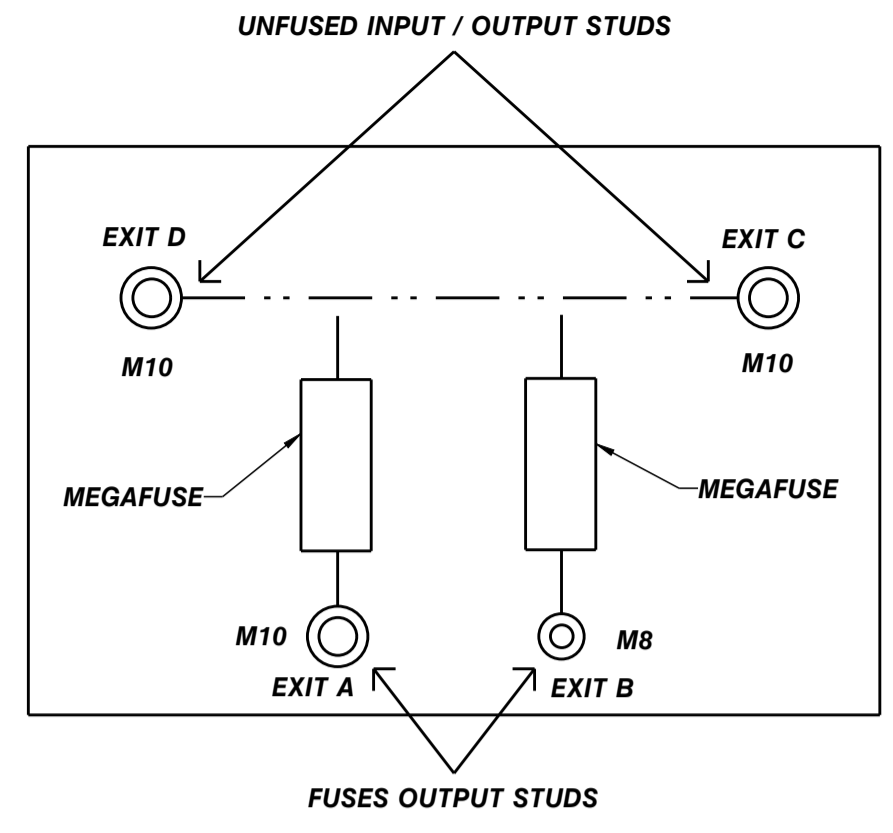 UNFUSED INPUT / OUTPUT STUDS
EXIT D
EXIT C
M10
M10
MEGAFUSE
MEGAFUSE
M10
M8
EXIT A
EXIT B
FUSES OUTPUT STUDS